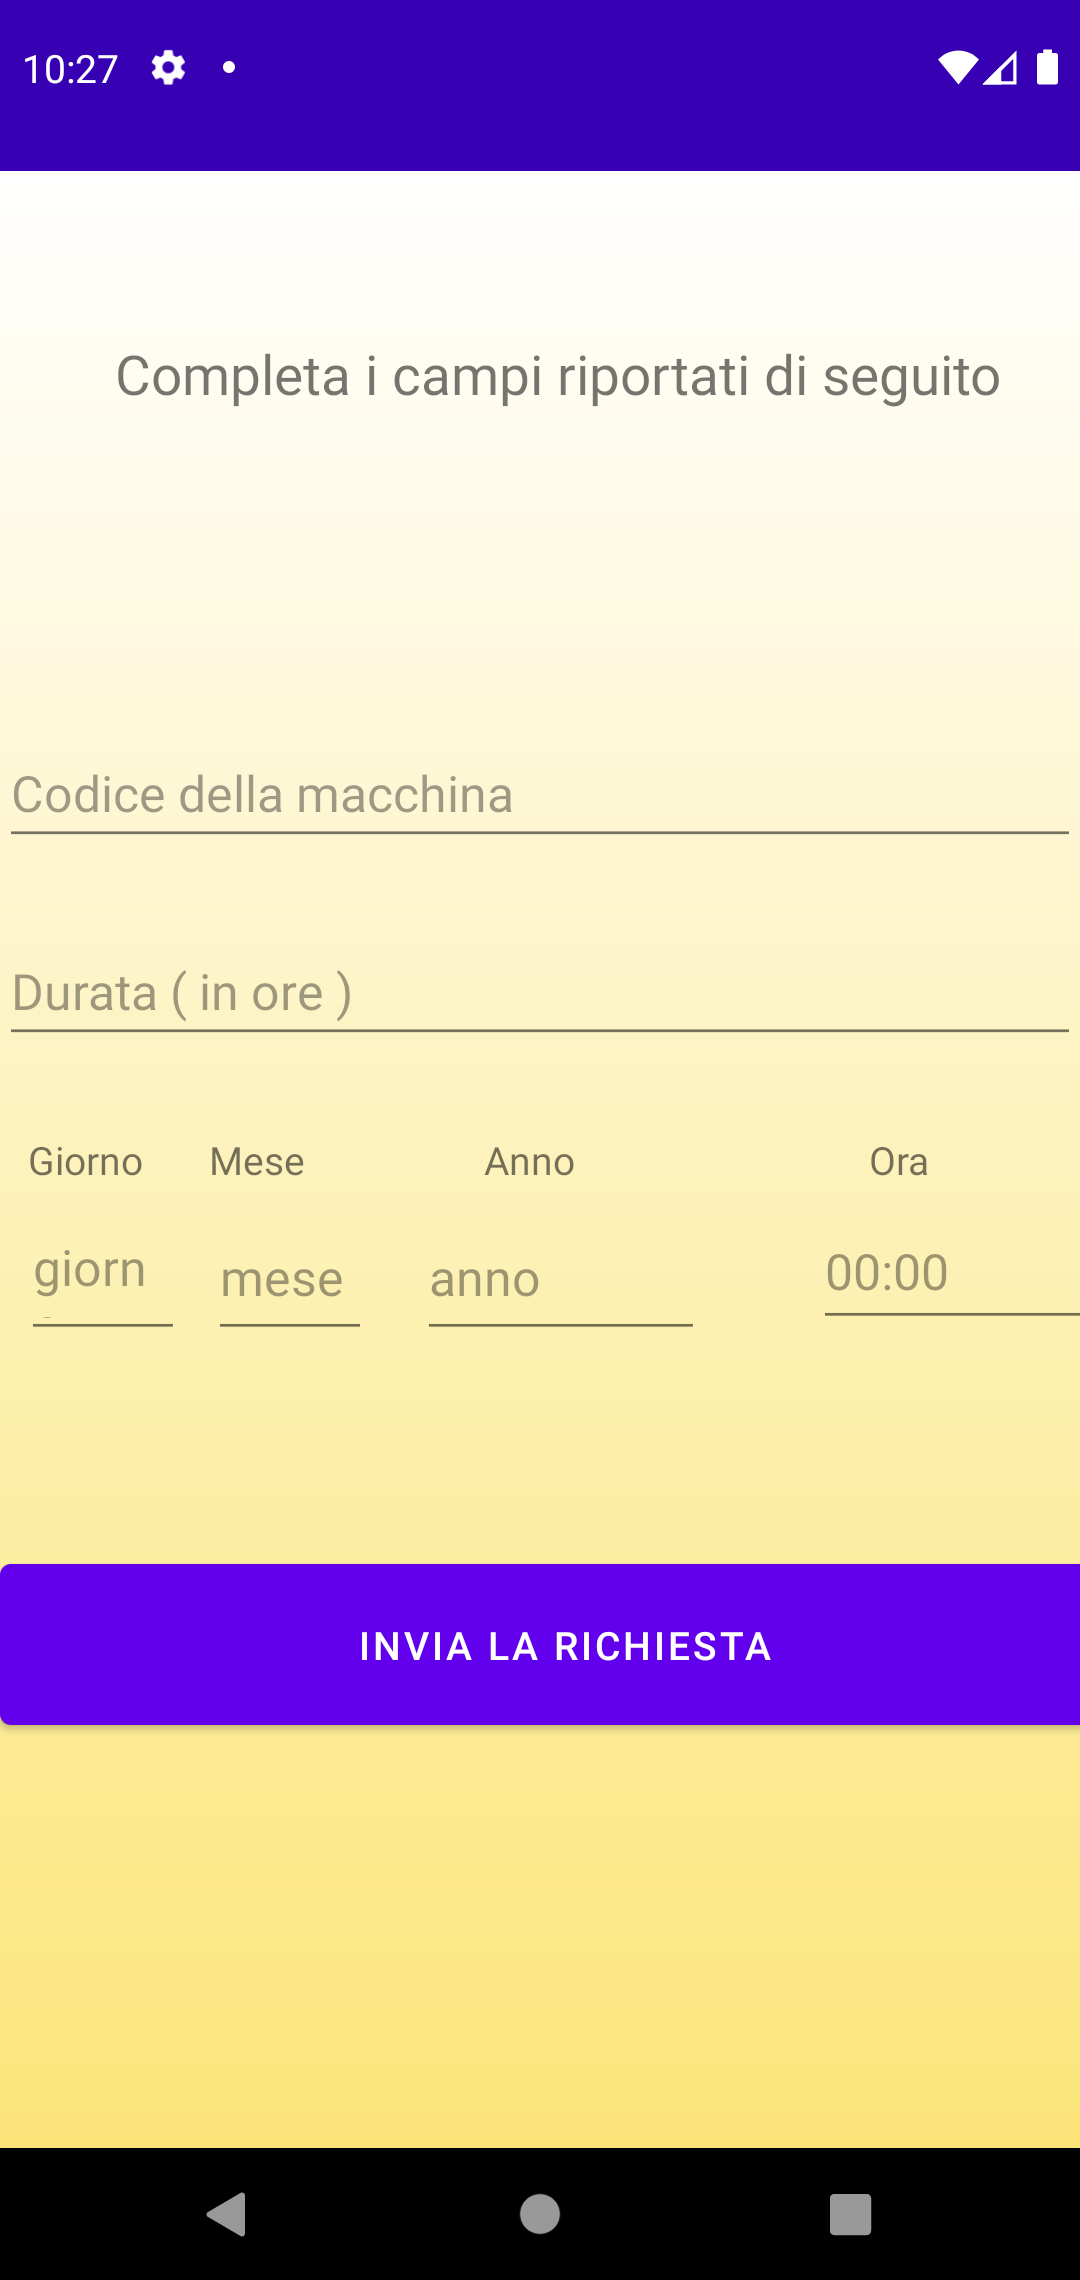 10:27
Completa i campi riportati di seguito
Codice della macchina
Durata ( in ore )
Giorno Mese Anno Ora
giorn mese anno 00:00
INVIA LA RICHIESTA